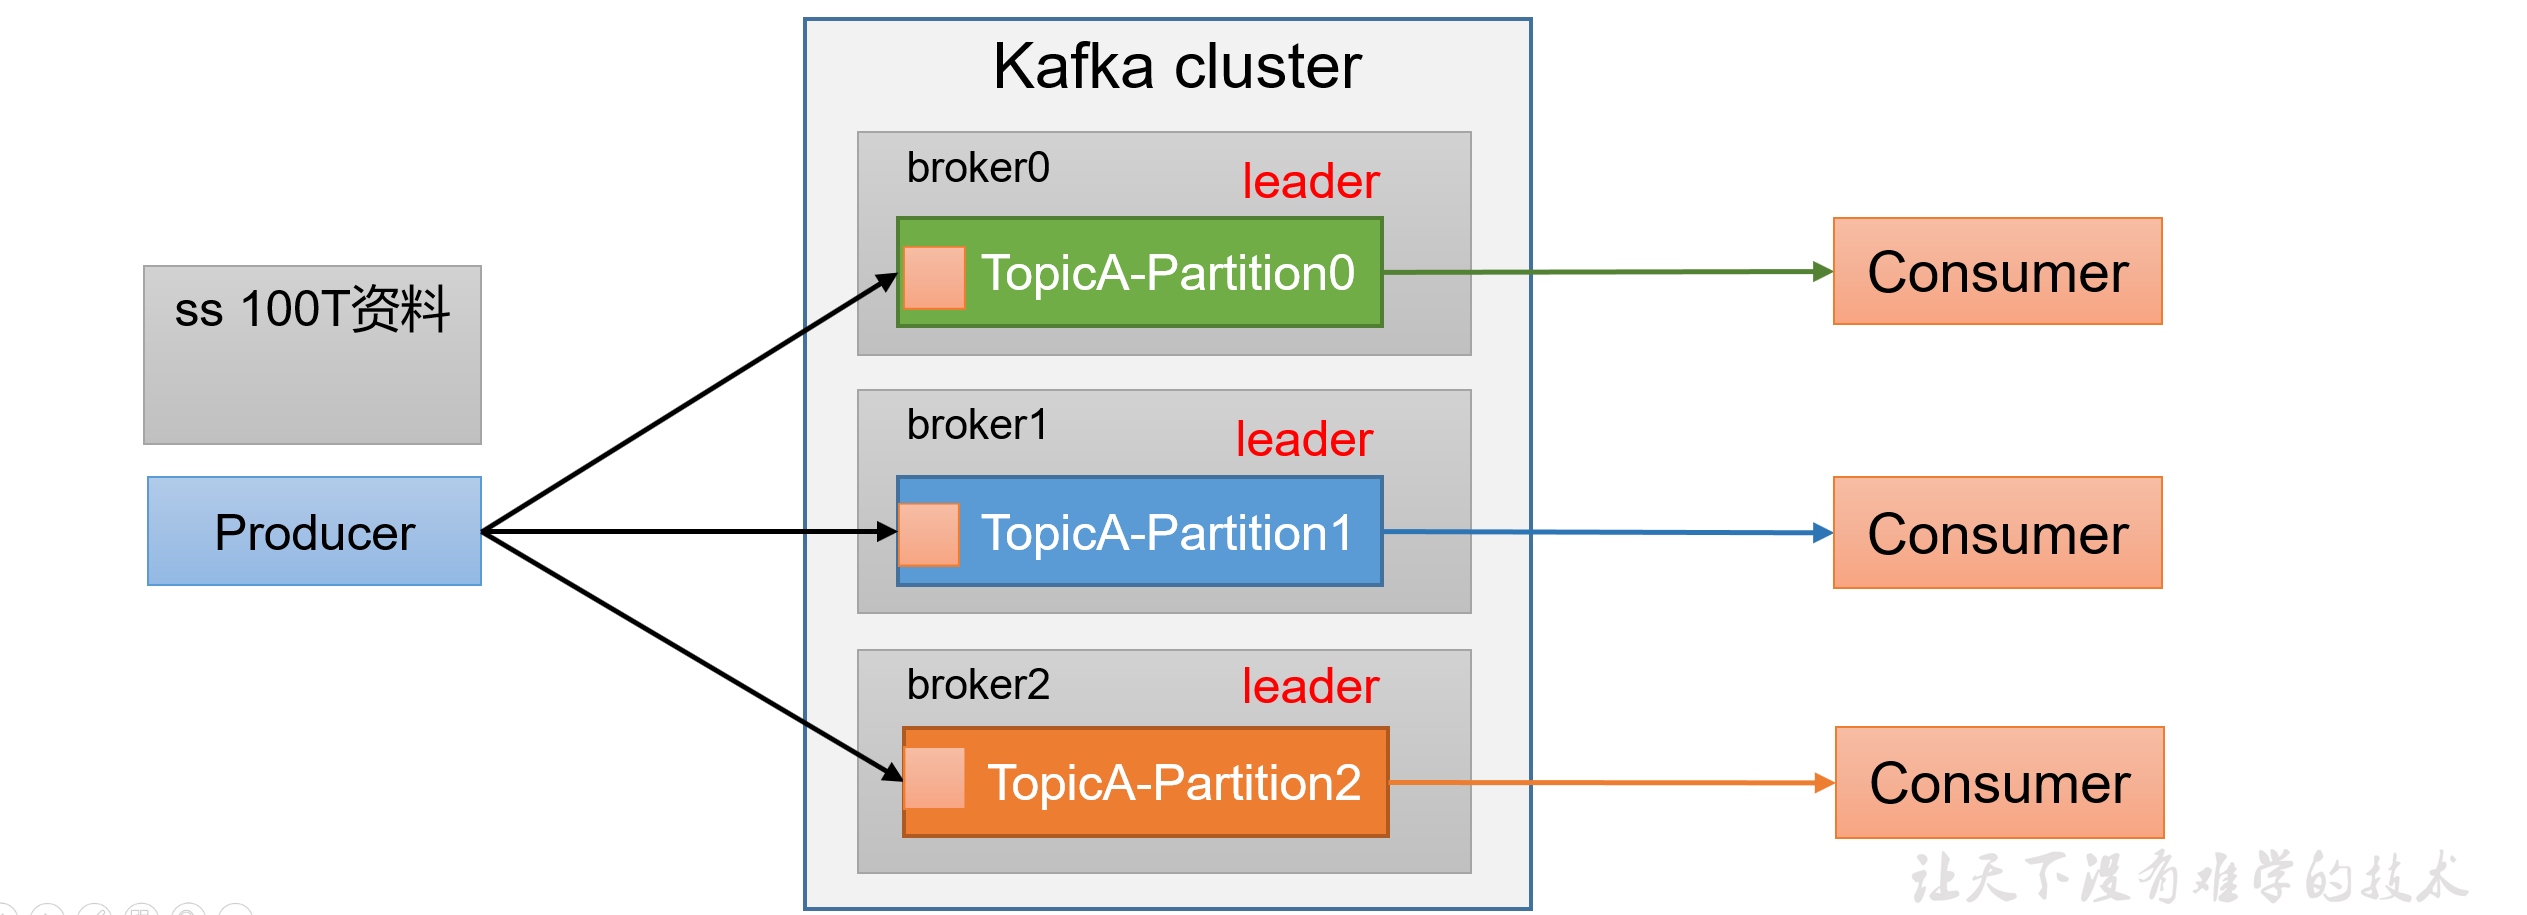 Kafka cluster
broker0
leader
TopicA-Partition0
Consumer
ss 100T资料
broker1
leader
Producer
TopicA-Partition1
Consumer
broker2
leader
TopicA-Partition2
Consumer
让天下没有难学的技术